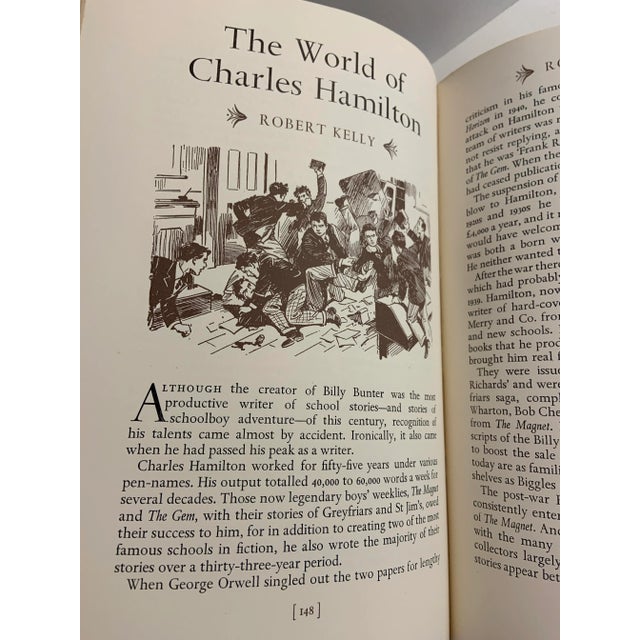 The World of
Charles Hamilton
ROBERT KELLY
ALTHOUGH the creator of Billy Bunter was the most
productive writer of school stories—and stories of
schoolboy adventure—of this century, recognition of
his talents came almost by accident. Ironically, it also came
when he had passed his peak as a writer.
Charles Hamilton worked for fifty-five years under various
pen-names. His output totalled 40,000 to 60,000 words a week for
several decades. Those now legendary boys' weeklies, The Magnet
and The Gem, with their stories of Greyfriars and St Jim's, owed
their success to him, for in addition to creating two of the most
famous schools in fiction, he also wrote the majority of their
stories over a thirty-three-year period.
When George Orwell singled out the two papers for lengthy
[ 148 ]
criticism in his
Horizon in 1940, he
attack on Hamilton
team of writers was
not resist replying, a
that he was 'Frank R
of The Gem. When the
had ceased publication
The suspension of
blow to Hamilton,
1920s and 1930s he
£4,000 a year, and it
would have welcome
was both a born w
He neither wanted
After the war there
which had probably
1939. Hamilton, now
writer of hard-cove
Merry and Co. from
and new schools. I
books that he produ
brought him real f
They were issue
Richards' and were
friars saga, compl
Wharton, Bob Che
from The Magnet. I
scripts of the Billy
to boost the sale
today are as famili
shelves as Biggles
The post-war
consistently enter
of The Magnet. And
with the many
collectors largely
stories appear bet